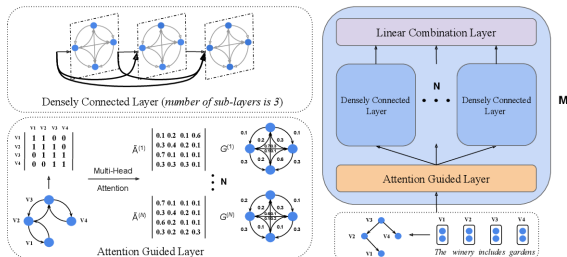 Densely Connected Layer (number of sub-layers is 3)
V1 V2 V3 V4
V1 1 1 0 0
V2 1 1 1 0
V3 0 1 1 1
V4 0 0 1 1
Multi-Head
Attention
Ã(1)
0.1 0.2 0.1 0.6
0.3 0.4 0.2 0.1
0.7 0.1 0.1 0.1
0.3 0.3 0.3 0.1
G(1)
N
Ã(N)
0.7 0.1 0.1 0.1
0.3 0.4 0.2 0.1
0.6 0.2 0.1 0.1
0.3 0.2 0.2 0.3
G(N)
V3
V2
V4
V1
Attention Guided Layer
Linear Combination Layer
N
Densely Connected
Layer
Densely Connected
Layer
M
Attention Guided Layer
V3
V2
V4
V1
V1 V2 V3 V4
The winery includes gardens